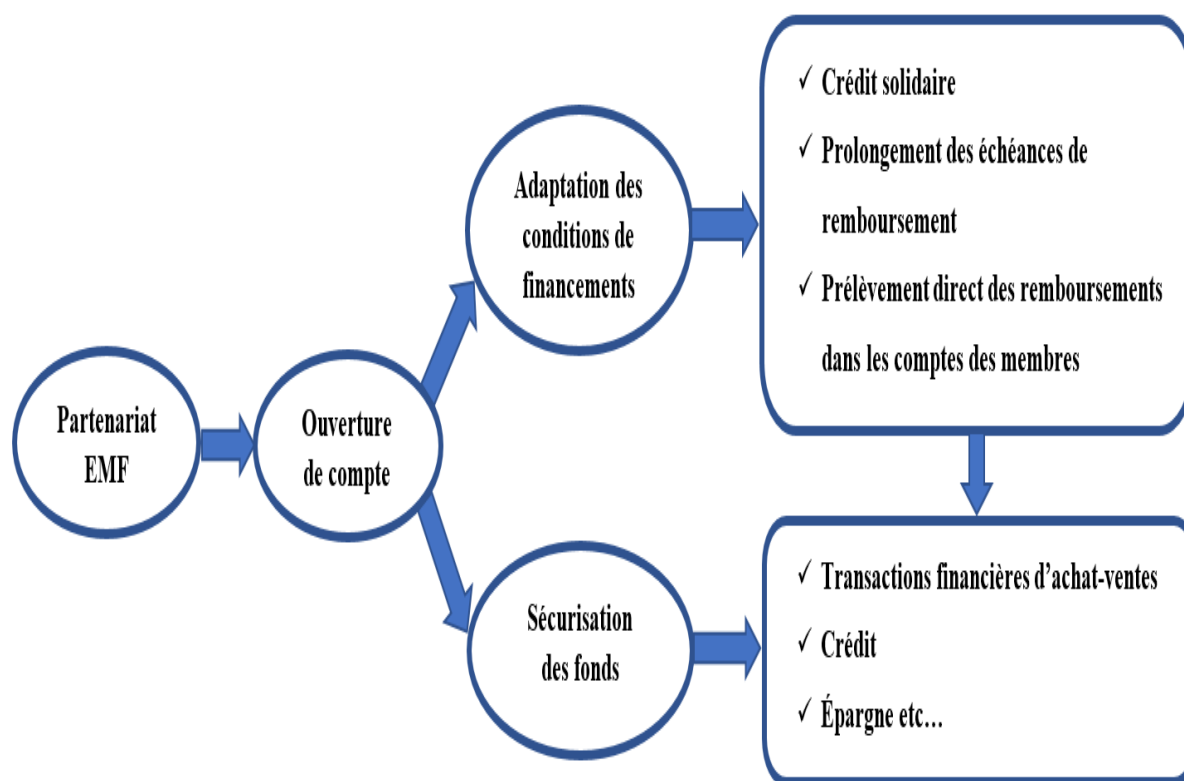 Partenariat
EMF
Ouverture
de compte
Adaptation des
conditions de
financements
Sécurisation
des fonds
✓ Crédit solidaire
✓ Prolongement des échéances de
remboursement
✓ Prélèvement direct des remboursements
dans les comptes des membres
✓ Transactions financières d’achat-ventes
✓ Crédit
✓ Épargne etc…